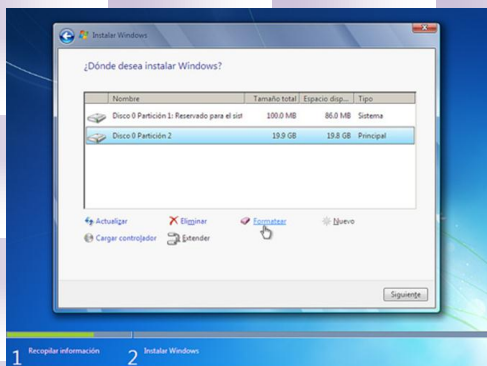 Instalar Windows
¿Dónde desea instalar Windows?
Nombre Tamaño total Espacio disp... Tipo
Disco 0 Partición 1: Reservado para el sist 100.0 MB 86.0 MB Sistema
Disco 0 Partición 2 19.9 GB 19.8 GB Principal
Actualizar Eliminar Formatear Nuevo
Cargar controlador Extender
Siguiente
1 Recopilar información 2 Instalar Windows